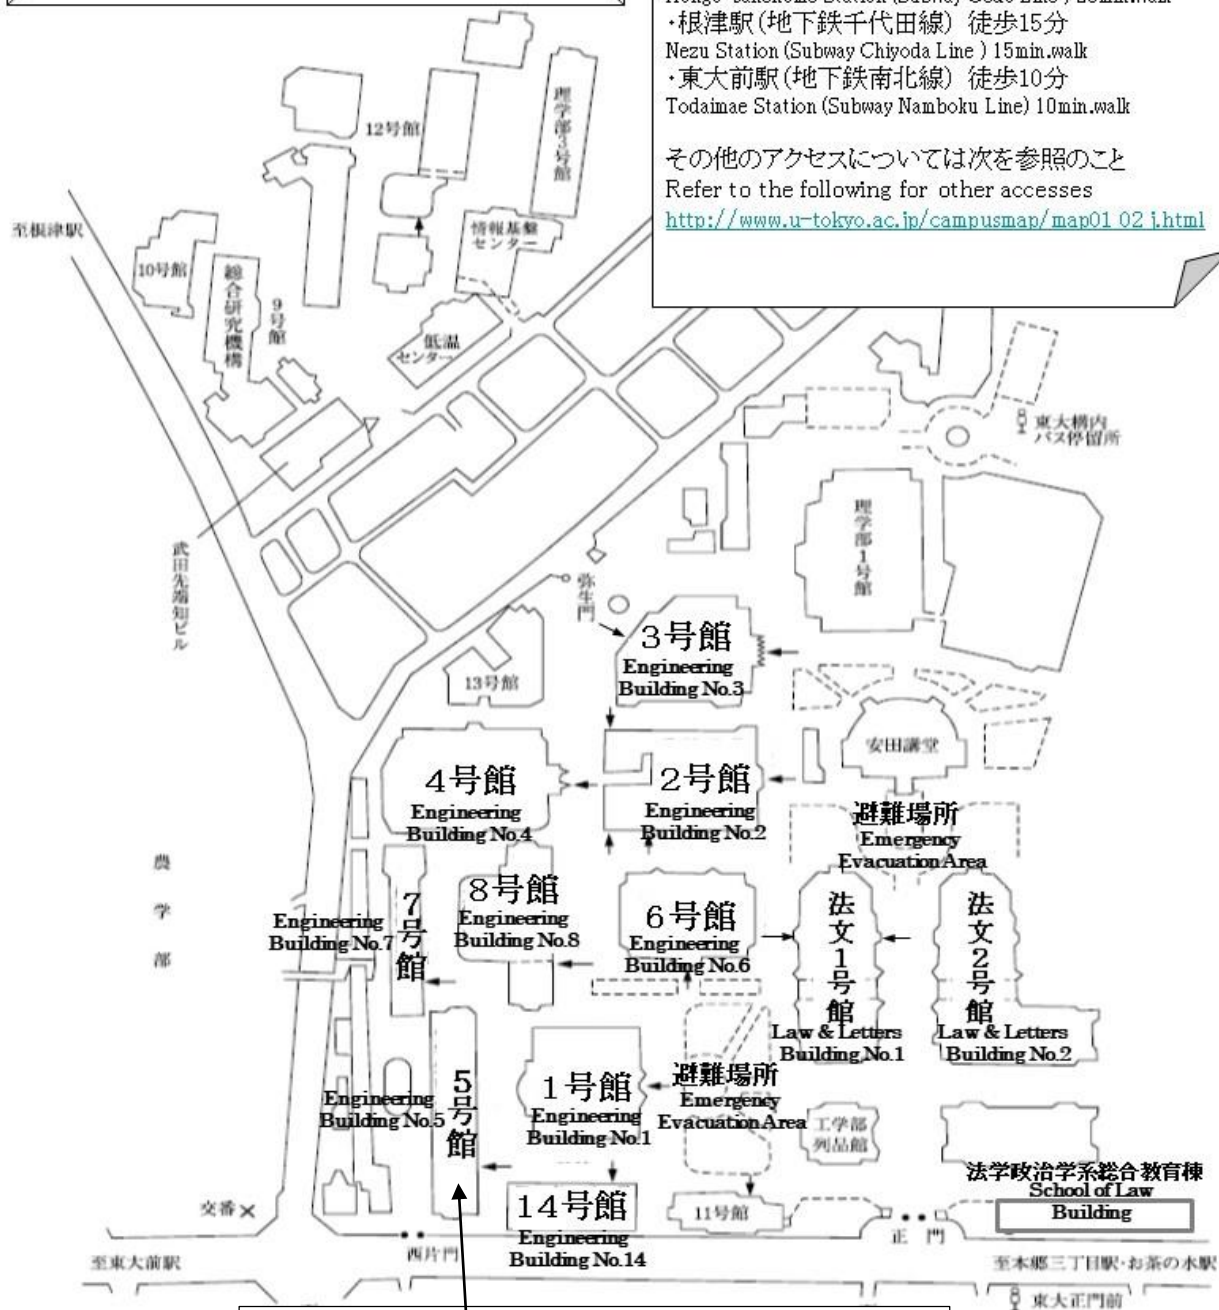 ・根津駅(地下鉄千代田線) 徒歩15分
Nezu Station (Subway Chiyoda Line ) 15min.walk
・東大前駅(地下鉄南北線) 徒歩10分
Todaimae Station (Subway Namboku Line) 10min.walk
その他のアクセスについては次を参照のこと
Refer to the following for other accesses
http://www.u-tokyo.ac.jp/campusmap/map01_02_j.html
理学部3号館
12号館
至根津駅
情報基盤
センター
10号館
総合研究機構
9号館
低温
センター
東大構内
バス停留所
理学部1号館
武田先端知ビル
弥生門
3号館
Engineering
Building No.3
13号館
安田講堂
4号館
Engineering
Building No.4
2号館
Engineering
Building No.2
避難場所
Emergency
Evacuation Area
農学部
7号館
Engineering
Building No.7
8号館
Engineering
Building No.8
6号館
Engineering
Building No.6
法文1号館
Law & Letters
Building No.1
法文2号館
Law & Letters
Building No.2
5号館
Engineering
Building No.5
1号館
Engineering
Building No.1
避難場所
Emergency
Evacuation Area
工学部
列品館
法学政治学系総合教育棟
School of Law
Building
交番
14号館
Engineering
Building No.14
11号館
西片門
正門
至東大前駅
至本郷三丁目駅・お茶の水駅
東大正門前